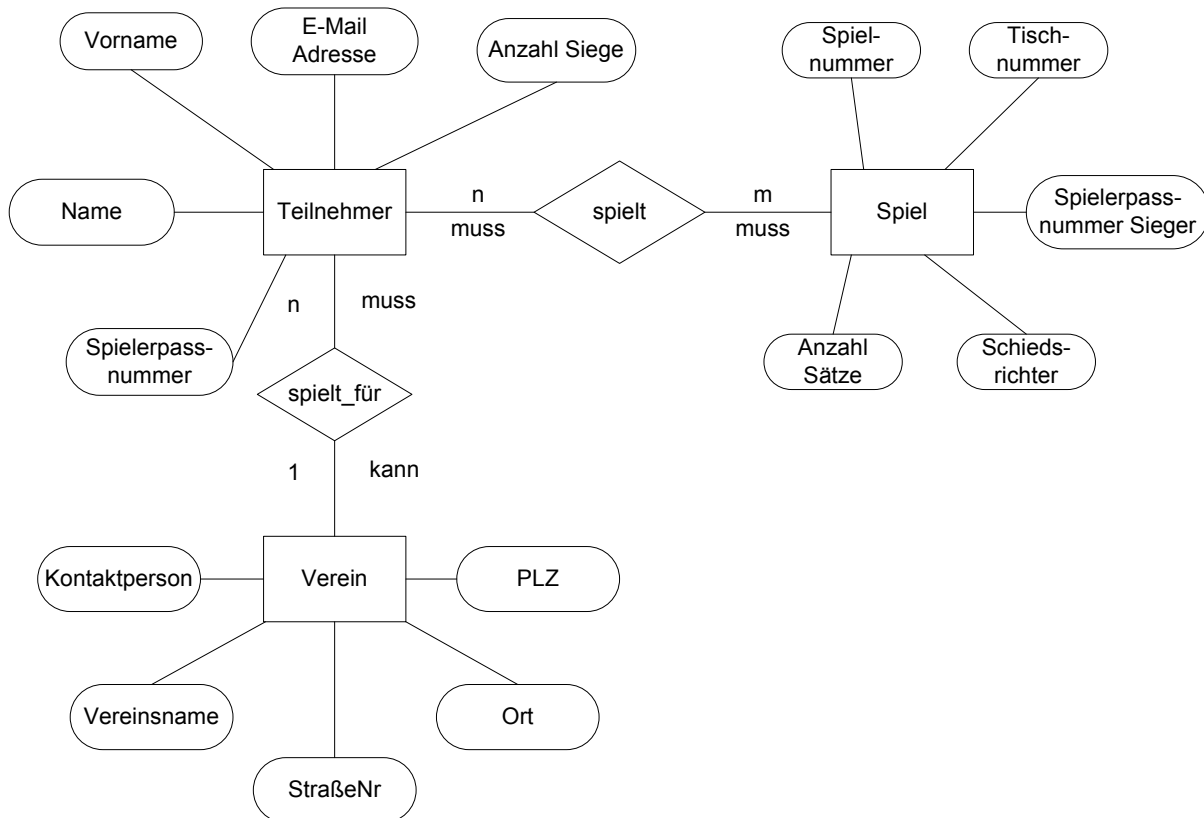 Vorname
E-Mail
Adresse
Anzahl Siege
Spiel-
nummer
Tisch-
nummer
Name
Teilnehmer
n
muss
spielt
m
muss
Spiel
Spielerpass-
nummer Sieger
Spielerpass-
nummer
n
muss
Anzahl
Sätze
Schieds-
richter
spielt_für
1
kann
Kontaktperson
Verein
PLZ
Vereinsname
Ort
StraßeNr